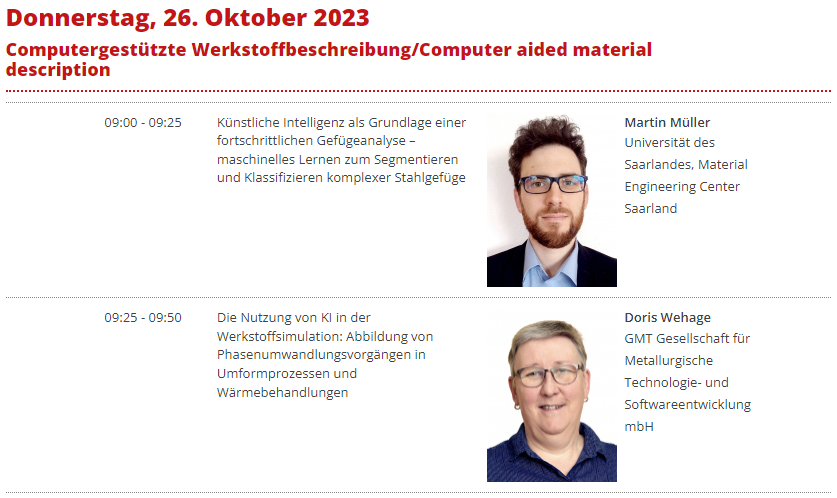 Donnerstag, 26. Oktober 2023
Computergestützte Werkstoffbeschreibung/Computer aided material
description
09:00 - 09:25
Künstliche Intelligenz als Grundlage einer
fortschrittlichen Gefügeanalyse –
maschinelles Lernen zum Segmentieren
und Klassifizieren komplexer Stahlgefüge
Martin Müller
Universität des
Saarlandes, Material
Engineering Center
Saarland
09:25 - 09:50
Die Nutzung von KI in der
Werkstoffsimulation: Abbildung von
Phasenumwandlungsvorgängen in
Umformprozessen und
Wärmebehandlungen
Doris Wehage
GMT Gesellschaft für
Metallurgische
Technologie- und
Softwareentwicklung
mbH